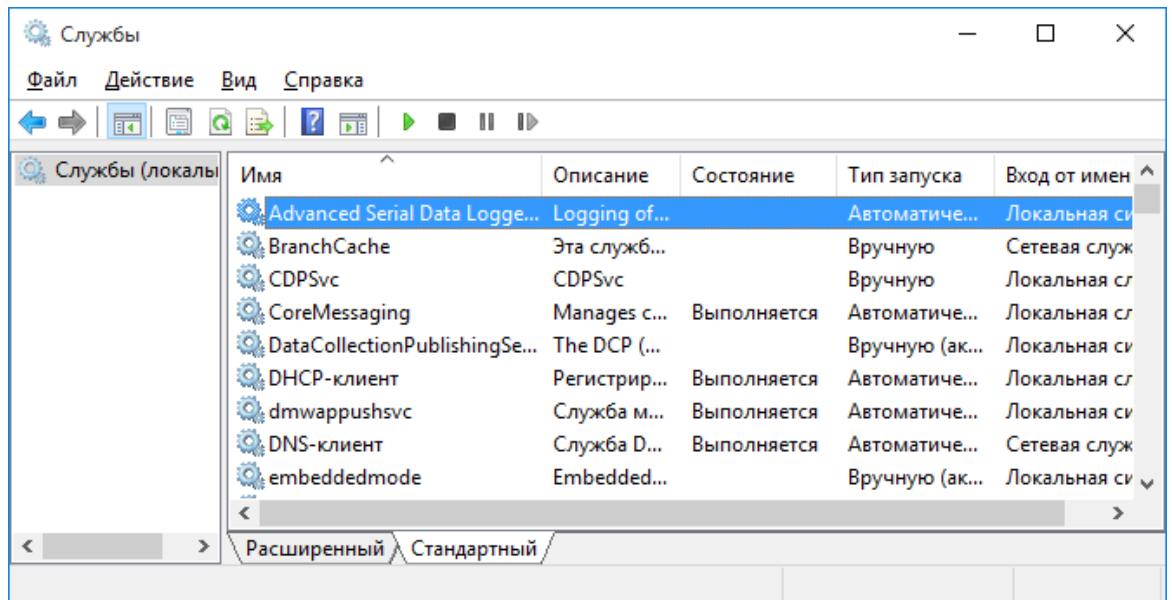 Службы
Файл Действие Вид Справка
Службы (локалы
Имя Описание Состояние Тип запуска Вход от имен
Advanced Serial Data Logge... Logging of... Автоматиче... Локальная си
BranchCache Эта служб... Вручную Сетевая служ
CDPSvc CDPSvc Вручную Локальная сл
CoreMessaging Manages c... Выполняется Автоматиче... Локальная си
DataCollectionPublishingSe... The DCP (... Вручную (ак... Локальная си
DHCP-клиент Регистрир... Выполняется Автоматиче... Локальная сл
dmwappushsvc Служба м... Выполняется Автоматиче... Локальная си
DNS-клиент Служба D... Выполняется Автоматиче... Сетевая служ
embeddedmode Embedded... Вручную (ак... Локальная си
Расширенный Стандартный